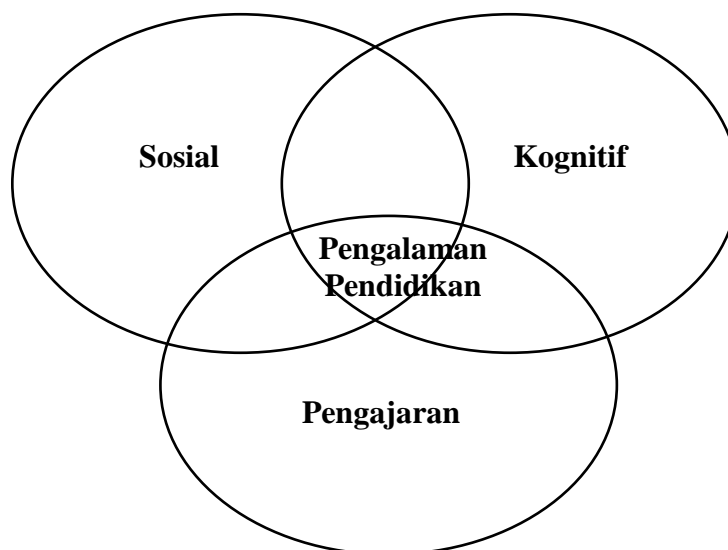 Sosial
Kognitif
Pengalaman
Pendidikan
Pengajaran